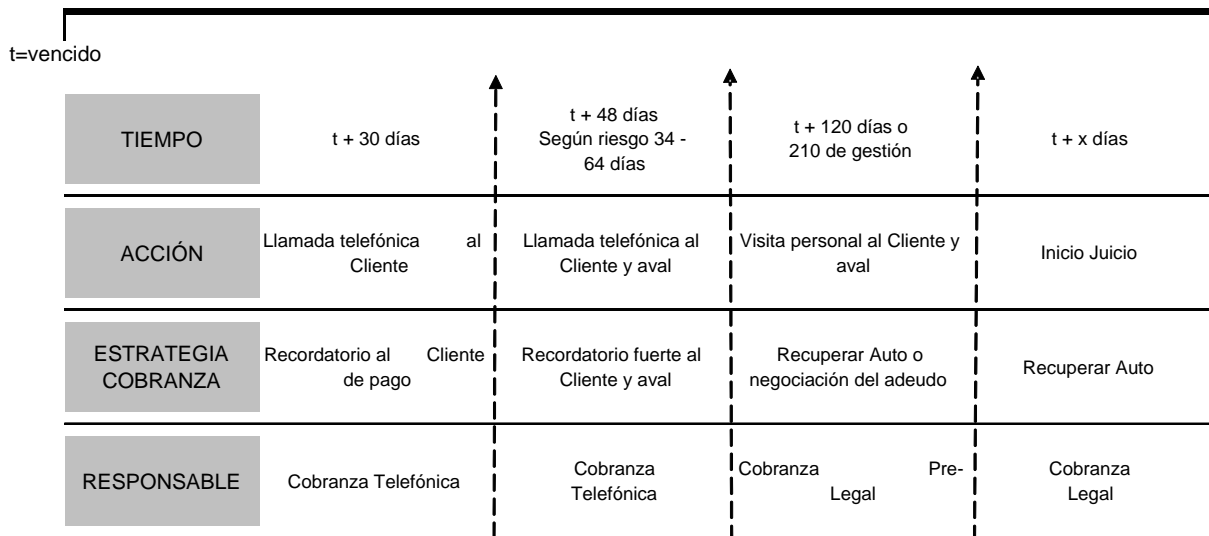 t=vencido
TIEMPO
t + 30 días
t + 48 días
Según riesgo 34 -
64 días
t + 120 días o
210 de gestión
t + x días
ACCIÓN
Llamada telefónica al
Cliente
Llamada telefónica al
Cliente y aval
Visita personal al Cliente y
aval
Inicio Juicio
ESTRATEGIA
COBRANZA
Recordatorio al Cliente
de pago
Recordatorio fuerte al
Cliente y aval
Recuperar Auto o
negociación del adeudo
Recuperar Auto
RESPONSABLE
Cobranza Telefónica
Cobranza
Telefónica
Cobranza Pre-
Legal
Cobranza
Legal